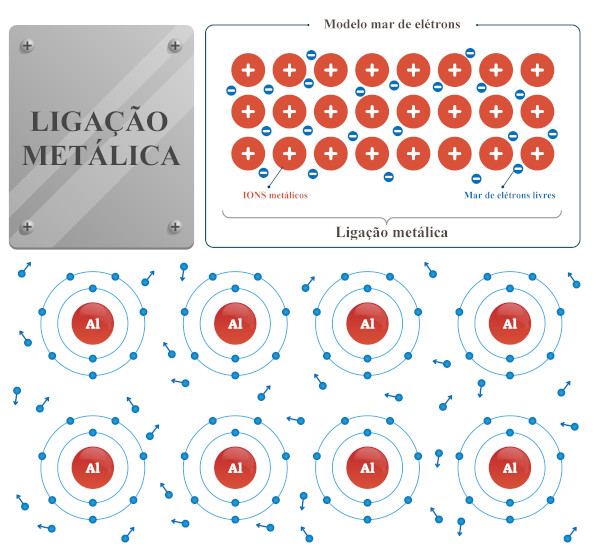 LIGAÇÃO
METÁLICA
Modelo mar de elétrons
+ + + + + + + +
+ + + + + + + +
+ + + + + + + +
IONS metálicos
Mar de elétrons livres
Ligação metálica
Al Al Al Al
Al Al Al Al